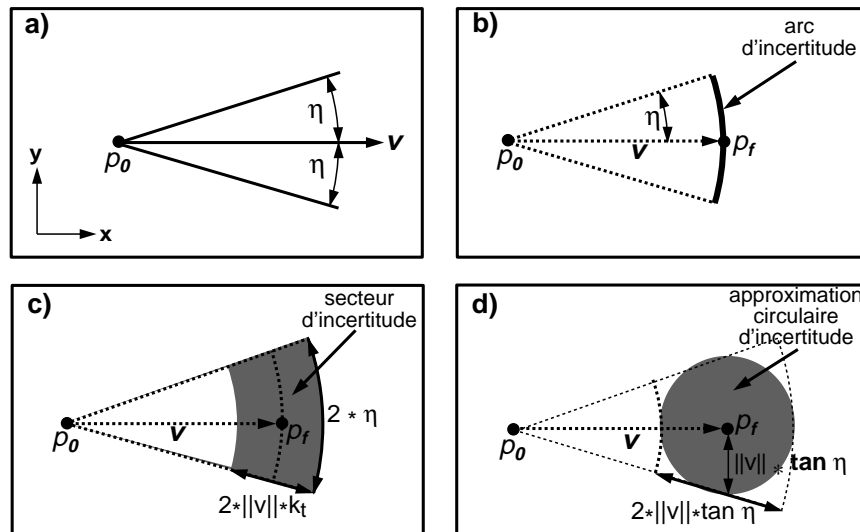 a)
η
v
p0
η
y
x
b)
arc
d'incertitude
η
p0
v
pf
c)
secteur
d'incertitude
p0
v
pf
2 * η
2*||v||*kt
d)
approximation
circulaire
d'incertitude
p0
v
pf
||v|| * tan η
2*||v||*tan η